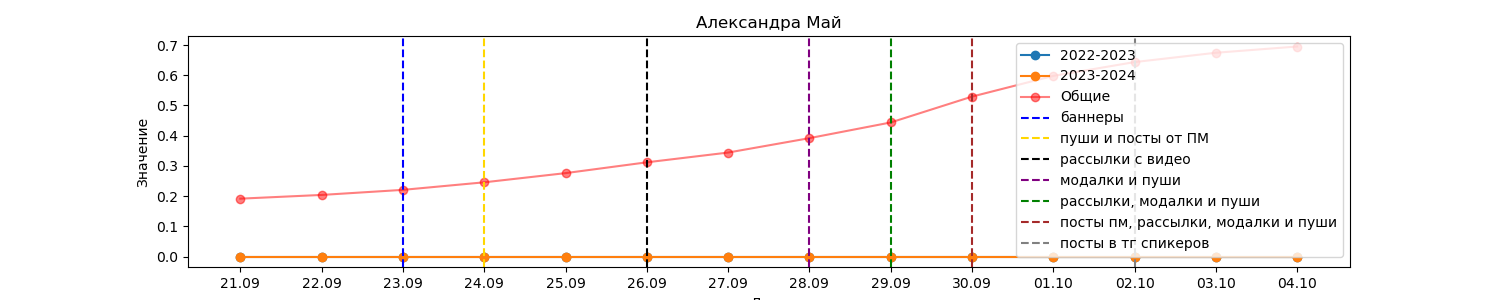 Александра Май
Значение
0.7
0.6
0.5
0.4
0.3
0.2
0.1
0.0
21.09 22.09 23.09 24.09 25.09 26.09 27.09 28.09 29.09 30.09 01.10 02.10 03.10 04.10
2022-2023
2023-2024
Общие
баннеры
пуши и посты от ПМ
рассылки с видео
модалки и пуши
рассылки, модалки и пуши
посты пм, рассылки, модалки и пуши
посты в тг спикеров